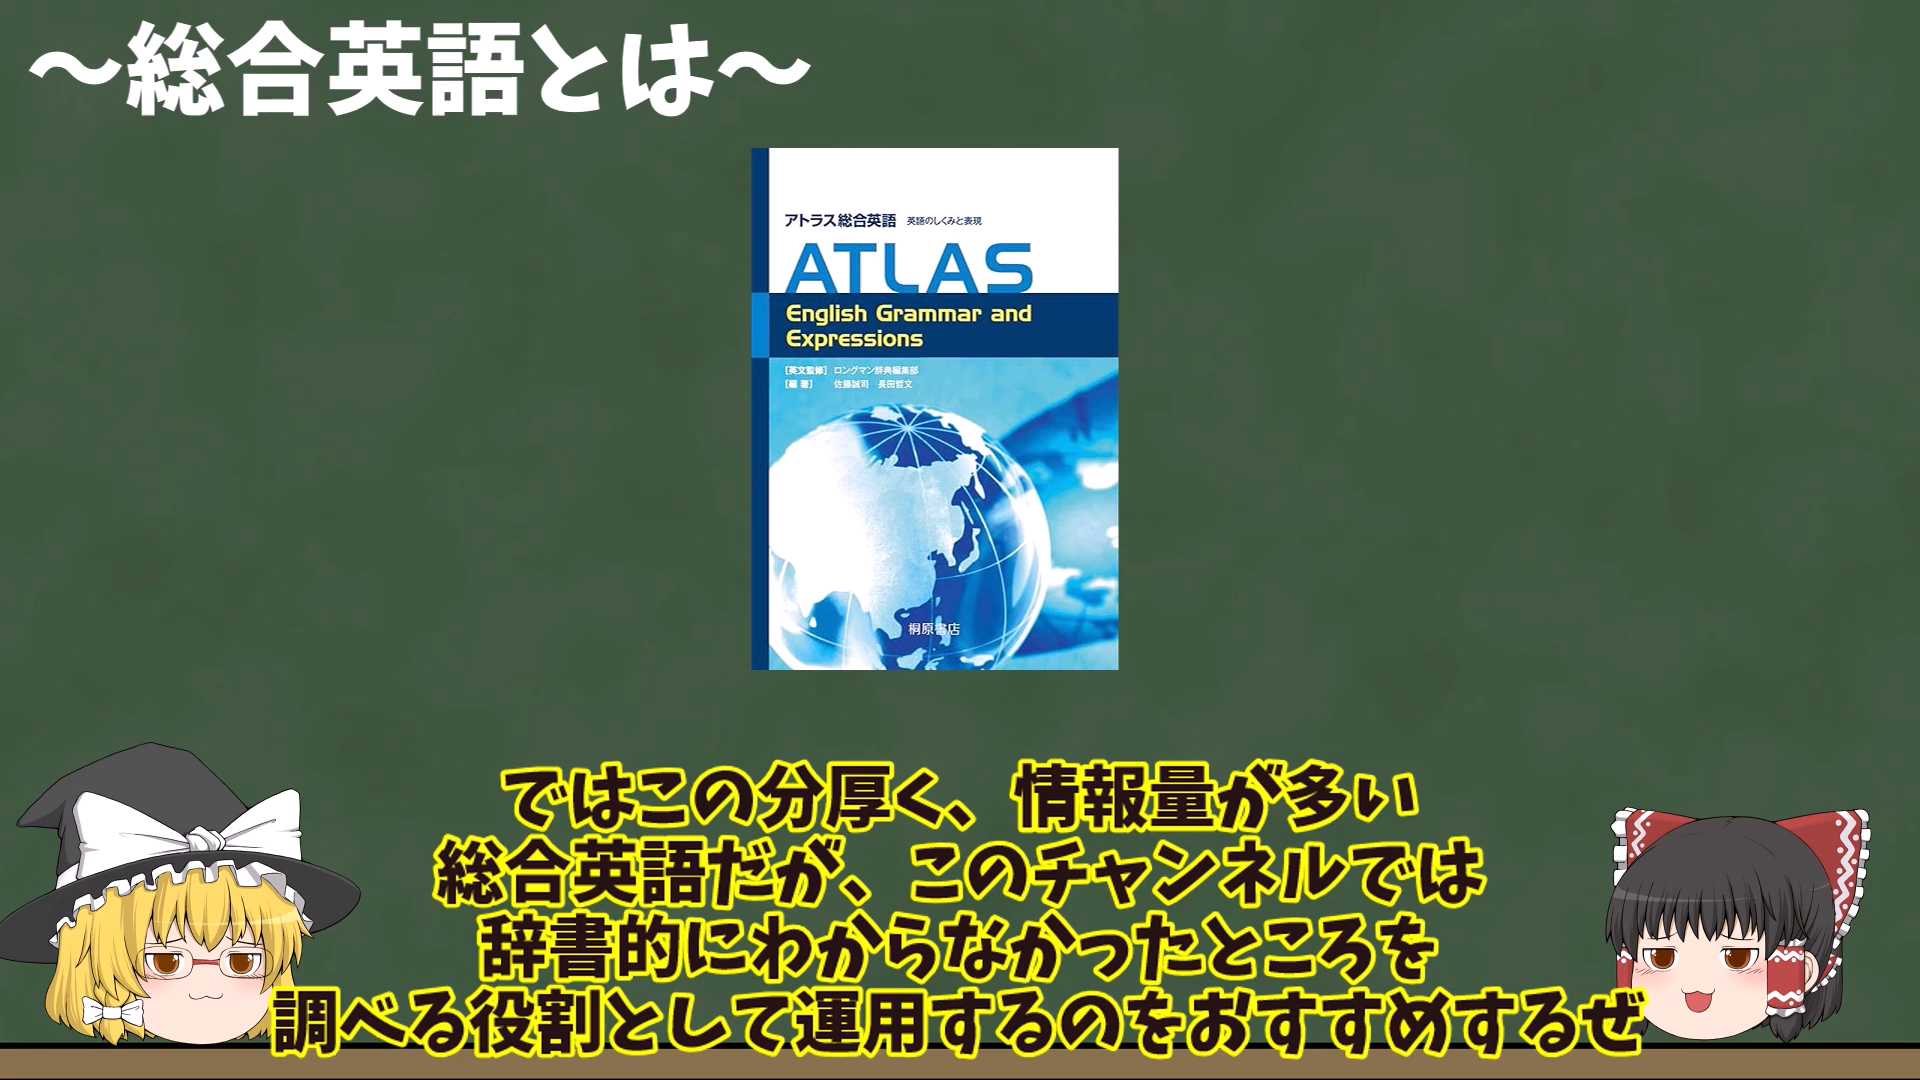 ～総合英語とは～
アトラス総合英語 英語のしくみと表現
ATLAS
English Grammar and
Expressions
[英文監修] ロングマン辞典編集部
[編 著] 佐藤誠司 長田哲文
桐原書店
ではこの分厚く、情報量が多い
総合英語だが、このチャンネルでは
辞書的にわからなかったところを
調べる役割として運用するのをおすすめするぜ